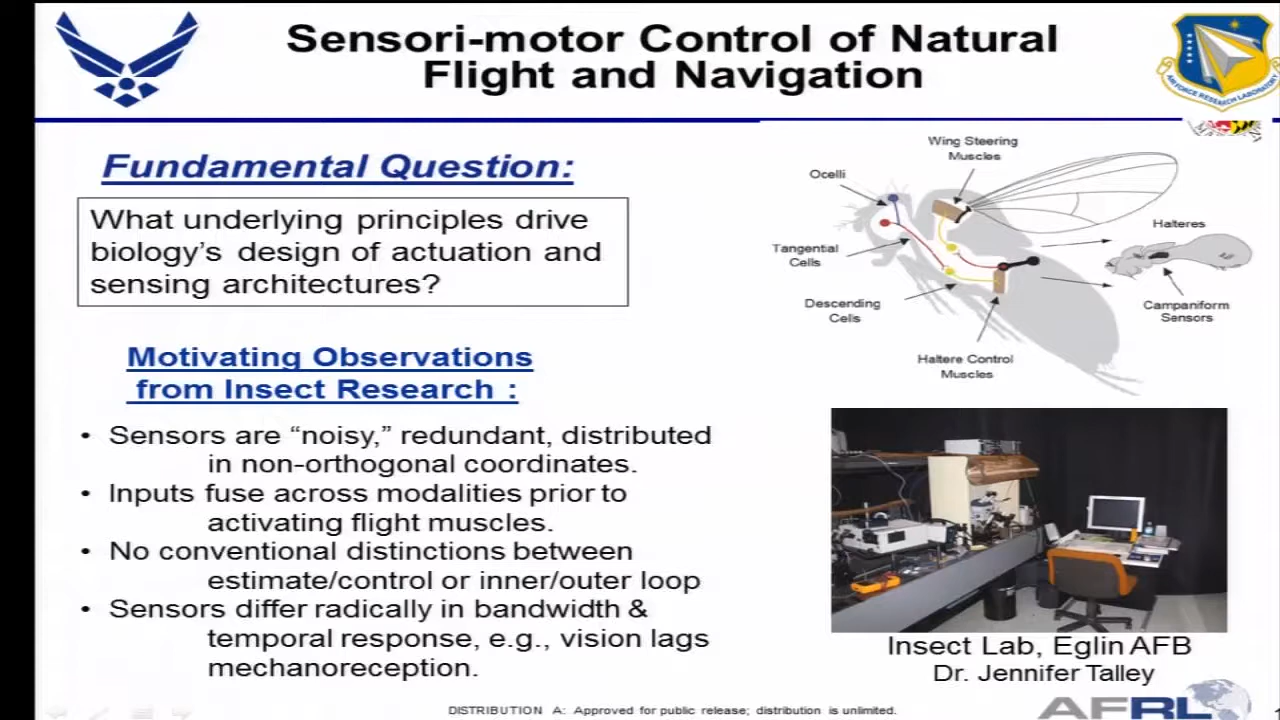 Sensori-motor Control of Natural
Flight and Navigation
AIR FORCE RESEARCH LABORATORY
Fundamental Question:
What underlying principles drive
biology's design of actuation and
sensing architectures?
Motivating Observations
from Insect Research :
• Sensors are “noisy,” redundant, distributed
in non-orthogonal coordinates.
• Inputs fuse across modalities prior to
activating flight muscles.
• No conventional distinctions between
estimate/control or inner/outer loop
• Sensors differ radically in bandwidth &
temporal response, e.g., vision lags
mechanoreception.
Wing Steering
Muscles
Ocelli
Halteres
Tangential
Cells
Descending
Cells
Campaniform
Sensors
Haltere Control
Muscles
Insect Lab, Eglin AFB
Dr. Jennifer Talley
DISTRIBUTION A: Approved for public release; distribution is unlimited.
AFRL